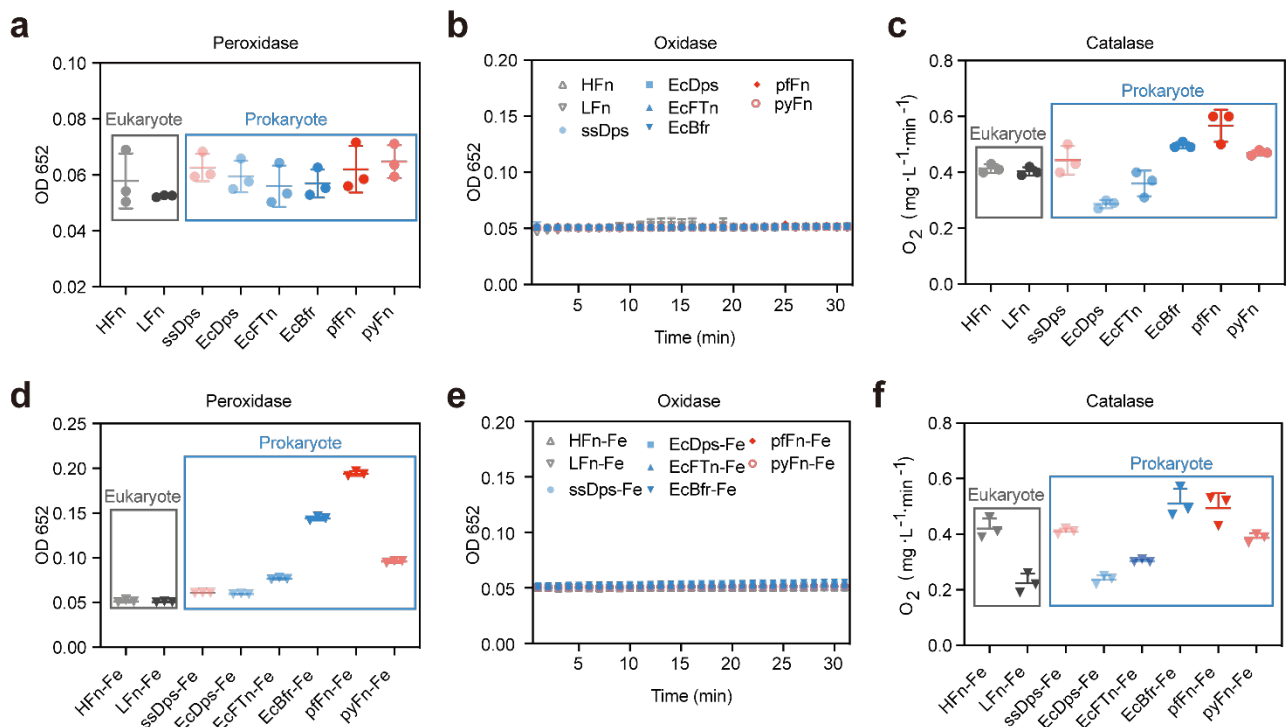 a
Peroxidase
OD 652
0.10
0.08
0.06
0.04
0.02
Eukaryote
Prokaryote
HFn
LFn
ssDps
EcDps
EcFTn
EcBfr
pfFn
pyFn
b
Oxidase
OD 652
0.20
0.15
0.10
0.05
0.00
HFn
LFn
ssDps
EcDps
EcFTn
EcBfr
pfFn
pyFn
5
10
15
20
25
30
Time (min)
c
Catalase
O2 (mg ·L-1·min-1)
0.8
0.6
0.4
0.2
0.0
Eukaryote
Prokaryote
HFn
LFn
ssDps
EcDps
EcFTn
EcBfr
pfFn
pyFn
d
Peroxidase
OD 652
0.25
0.20
0.15
0.10
0.05
0.00
Eukaryote
Prokaryote
HFn-Fe
LFn-Fe
ssDps-Fe
EcDps-Fe
EcFTn-Fe
EcBfr-Fe
pfFn-Fe
pyFn-Fe
e
Oxidase
OD 652
0.20
0.15
0.10
0.05
0.00
HFn-Fe
LFn-Fe
ssDps-Fe
EcDps-Fe
EcFTn-Fe
EcBfr-Fe
pfFn-Fe
pyFn-Fe
5
10
15
20
25
30
Time (min)
f
Catalase
O2 (mg ·L-1·min-1)
0.8
0.6
0.4
0.2
0.0
Eukaryote
Prokaryote
HFn-Fe
LFn-Fe
ssDps-Fe
EcDps-Fe
EcFTn-Fe
EcBfr-Fe
pfFn-Fe
pyFn-Fe